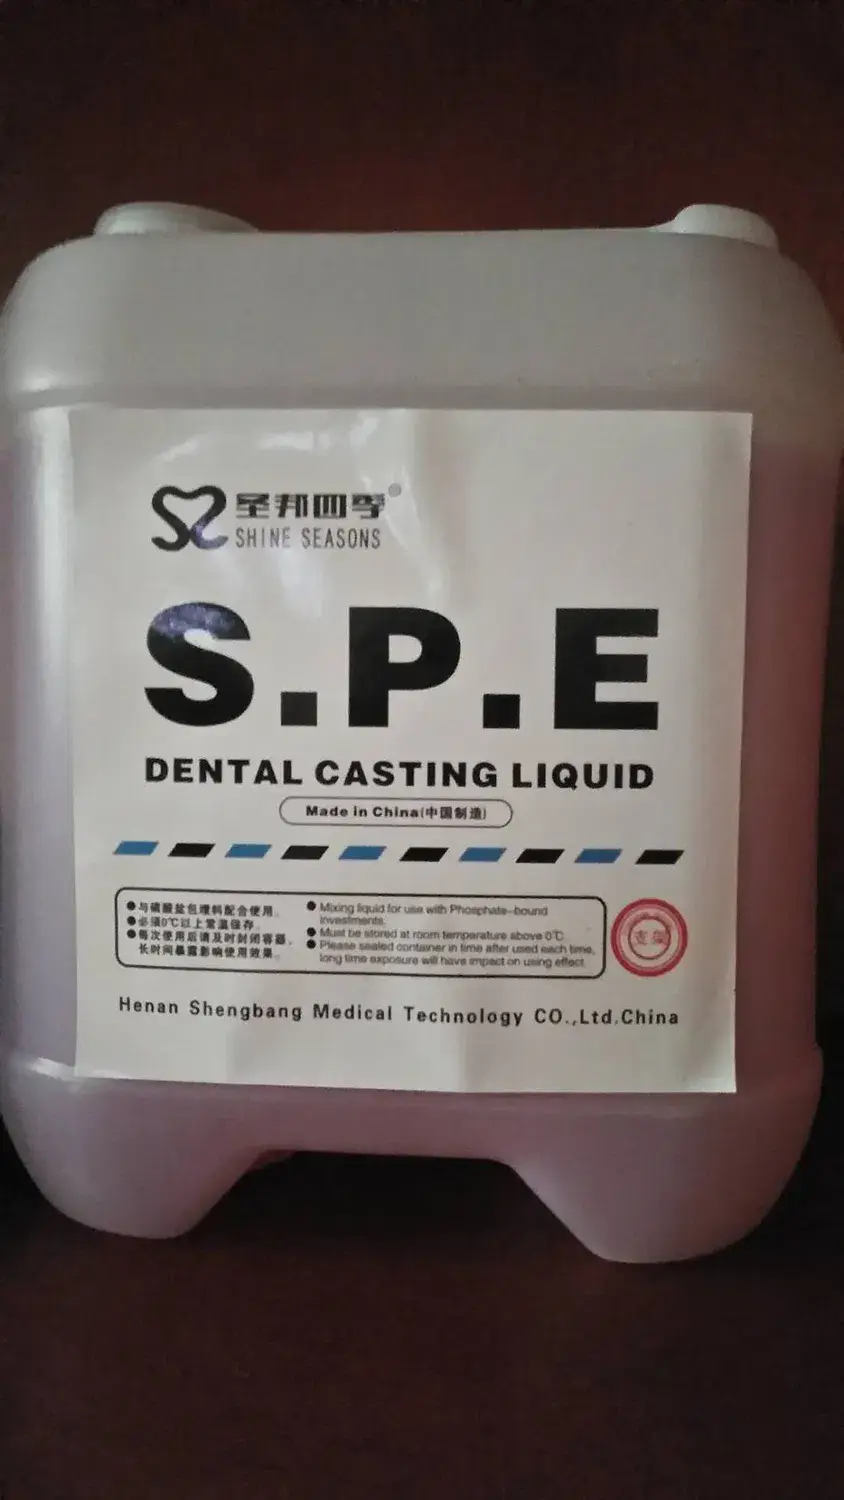 圣邦四季®
SHINE SEASONS
S.P.E
DENTAL CASTING LIQUID
Made in China(中国制造)
●与磷酸盐包埋料配合使用。
●必须0℃以上常温保存。
●每次使用后请及时封闭容器，
长时间暴露影响使用效果。
●Mixing liquid for use with Phosphate-bound
investments.
●Must be stored at room temperature above 0℃
●Please sealed container in time after used each time,
long time exposure will have impact on using effect.
支架
Henan Shengbang Medical Technology CO.,Ltd.China